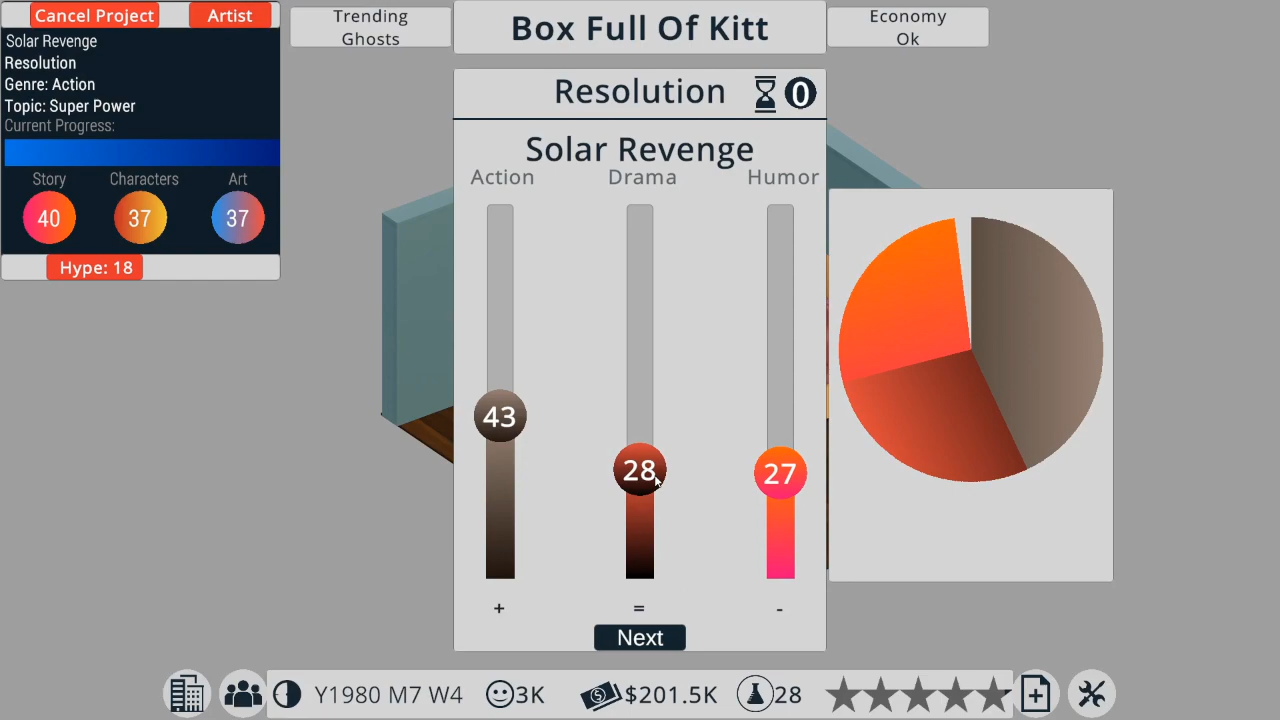 Cancel Project
Artist
Solar Revenge
Resolution
Genre: Action
Topic: Super Power
Current Progress:
Story
Characters
Art
40
37
37
Hype: 18
Trending
Ghosts
Box Full Of Kitt
Economy
Ok
Resolution
0
Solar Revenge
Action
Drama
Humor
43
28
27
+
=
-
Next
Y1980 M7 W4
3K
$201.5K
28